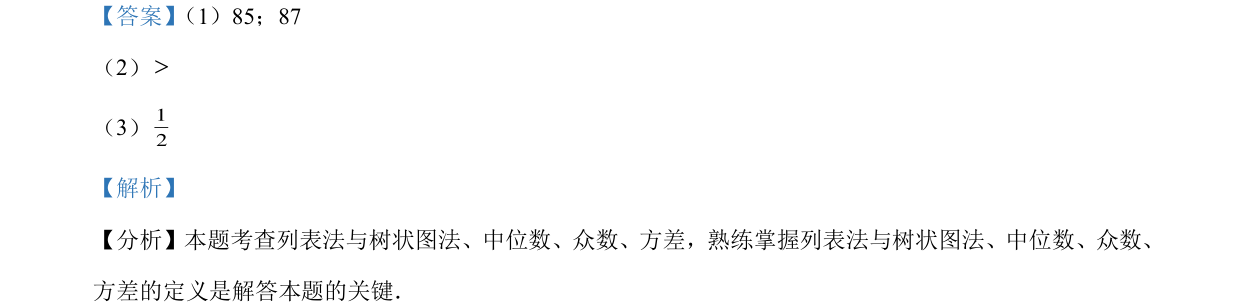 【答案】（1）85；87
（2）＞
（3）1/2
【解析】
【分析】本题考查列表法与树状图法、中位数、众数、方差，熟练掌握列表法与树状图法、中位数、众数、
方差的定义是解答本题的关键．